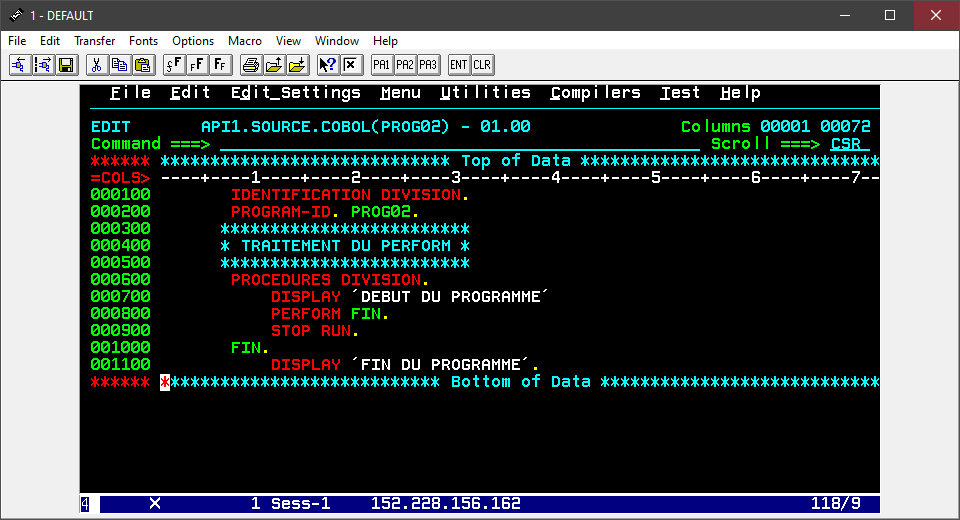 1 - DEFAULT
File Edit Transfer Fonts Options Macro View Window Help
FF FF FF PA1 PA2 PA3 ENT CLR
File Edit Edit_Settings Menu Utilities Compilers Test Help
EDIT API1.SOURCE.COBOL(PROG02) - 01.00 Columns 00001 00072
Command ===> Scroll ===> CSR
****** **************************** Top of Data ******************************
=COLS> ----+----1----+----2----+----3----+----4----+----5----+----6----+----7--
000100 IDENTIFICATION DIVISION.
000200 PROGRAM-ID. PROG02.
000300 *************************
000400 * TRAITEMENT DU PERFORM *
000500 *************************
000600 PROCEDURES DIVISION.
000700 DISPLAY ´DEBUT DU PROGRAMME´
000800 PERFORM FIN.
000900 STOP RUN.
001000 FIN.
001100 DISPLAY ´FIN DU PROGRAMME´.
****** **************************** Bottom of Data ****************************
4 X 1 Sess-1 152.228.156.162 118/9